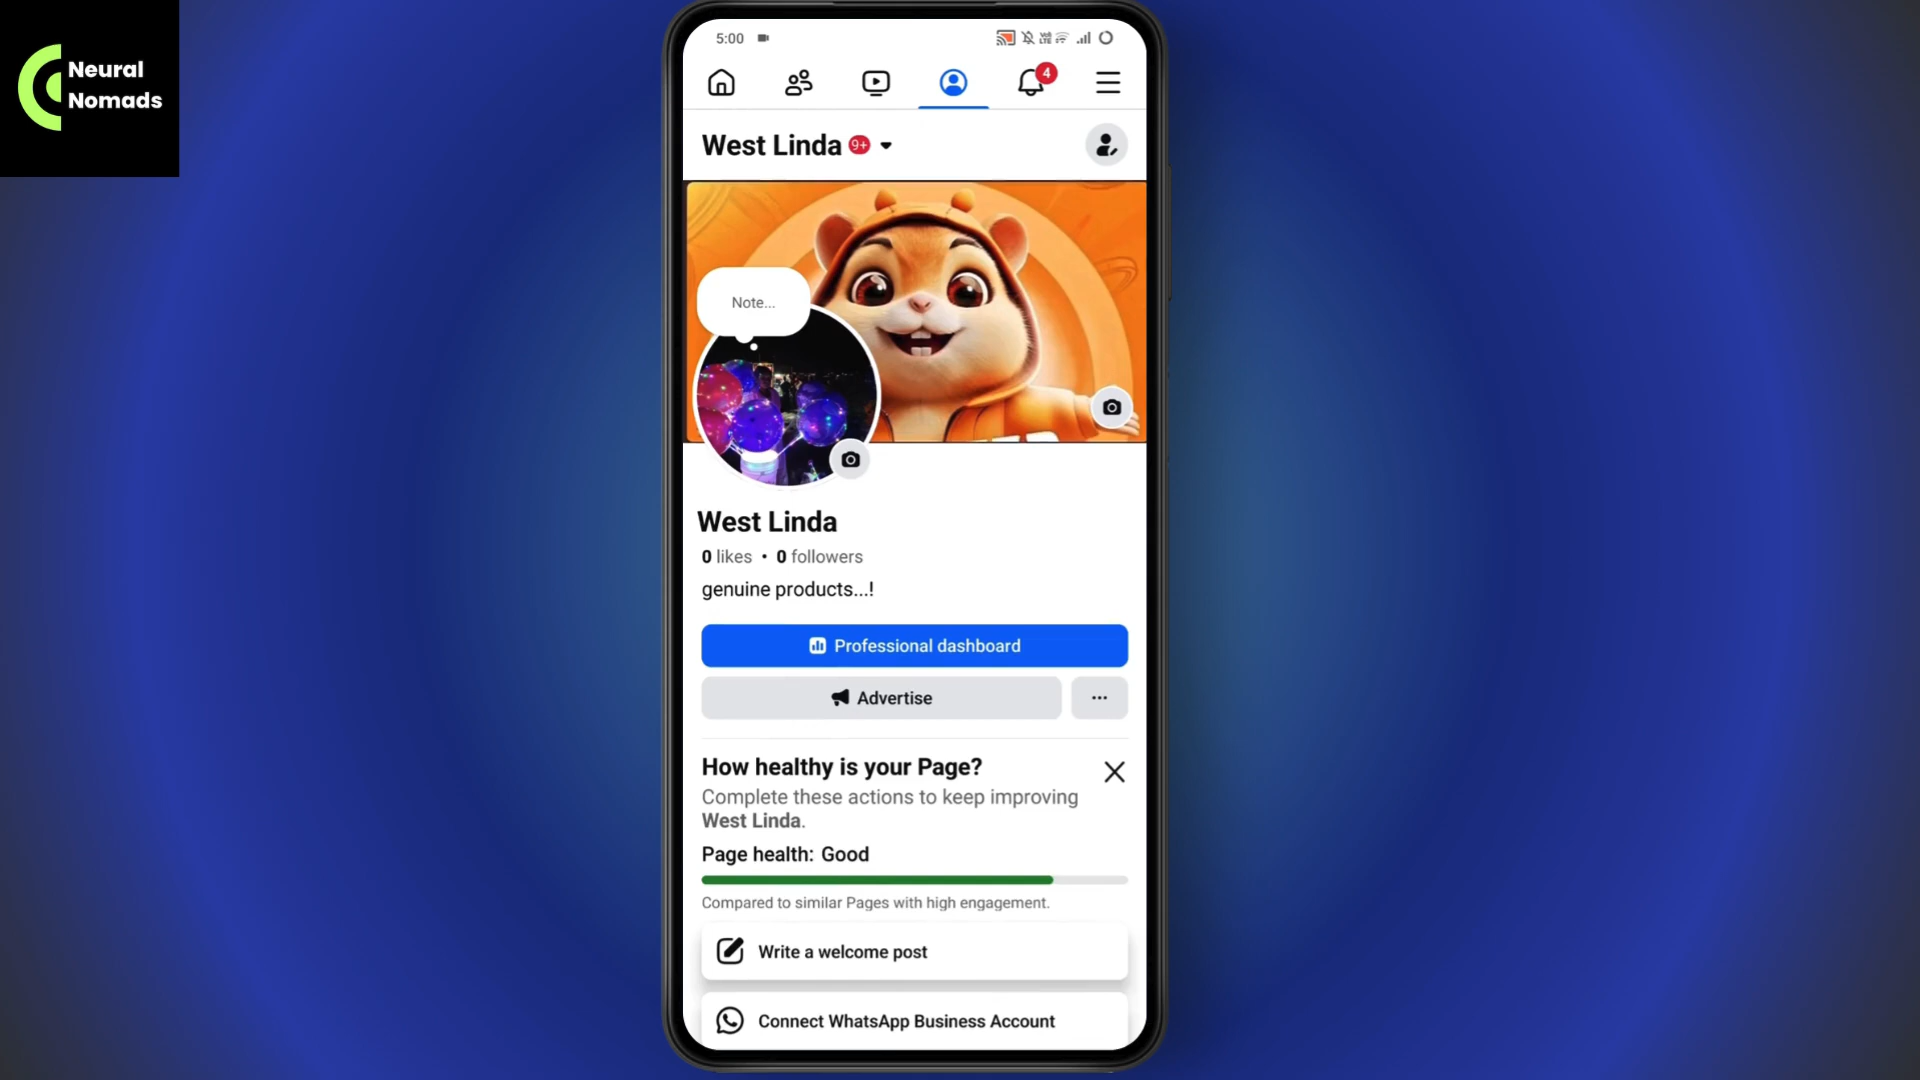 Neural
Nomads
5:00
4
West Linda 9+
Note...
West Linda
0 likes • 0 followers
genuine products...!
Professional dashboard
Advertise
How healthy is your Page?
Complete these actions to keep improving
West Linda.
Page health: Good
Compared to similar Pages with high engagement.
Write a welcome post
Connect WhatsApp Business Account